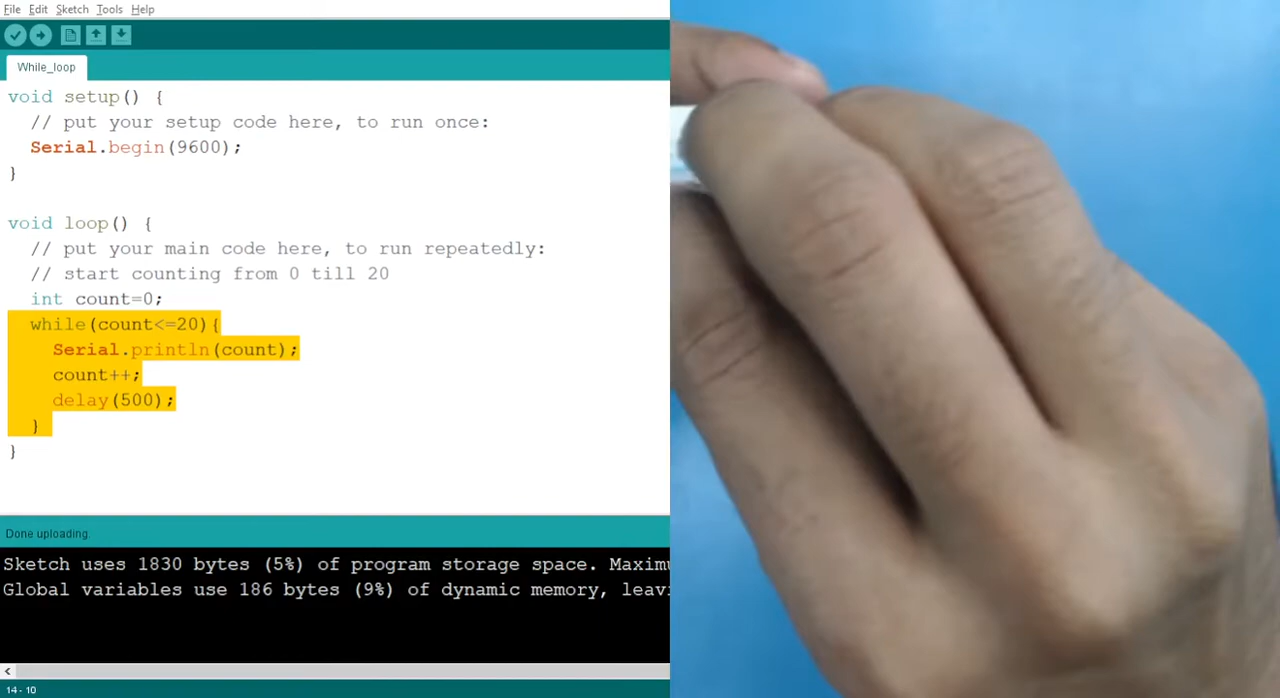 File Edit Sketch Tools Help
While_loop
void setup() {
// put your setup code here, to run once:
Serial.begin(9600);
}
void loop() {
// put your main code here, to run repeatedly:
// start counting from 0 till 20
int count=0;
while(count<=20){
Serial.println(count);
count++;
delay(500);
}
}
Done uploading.
Sketch uses 1830 bytes (5%) of program storage space. Maximu
Global variables use 186 bytes (9%) of dynamic memory, leavi
14 - 10